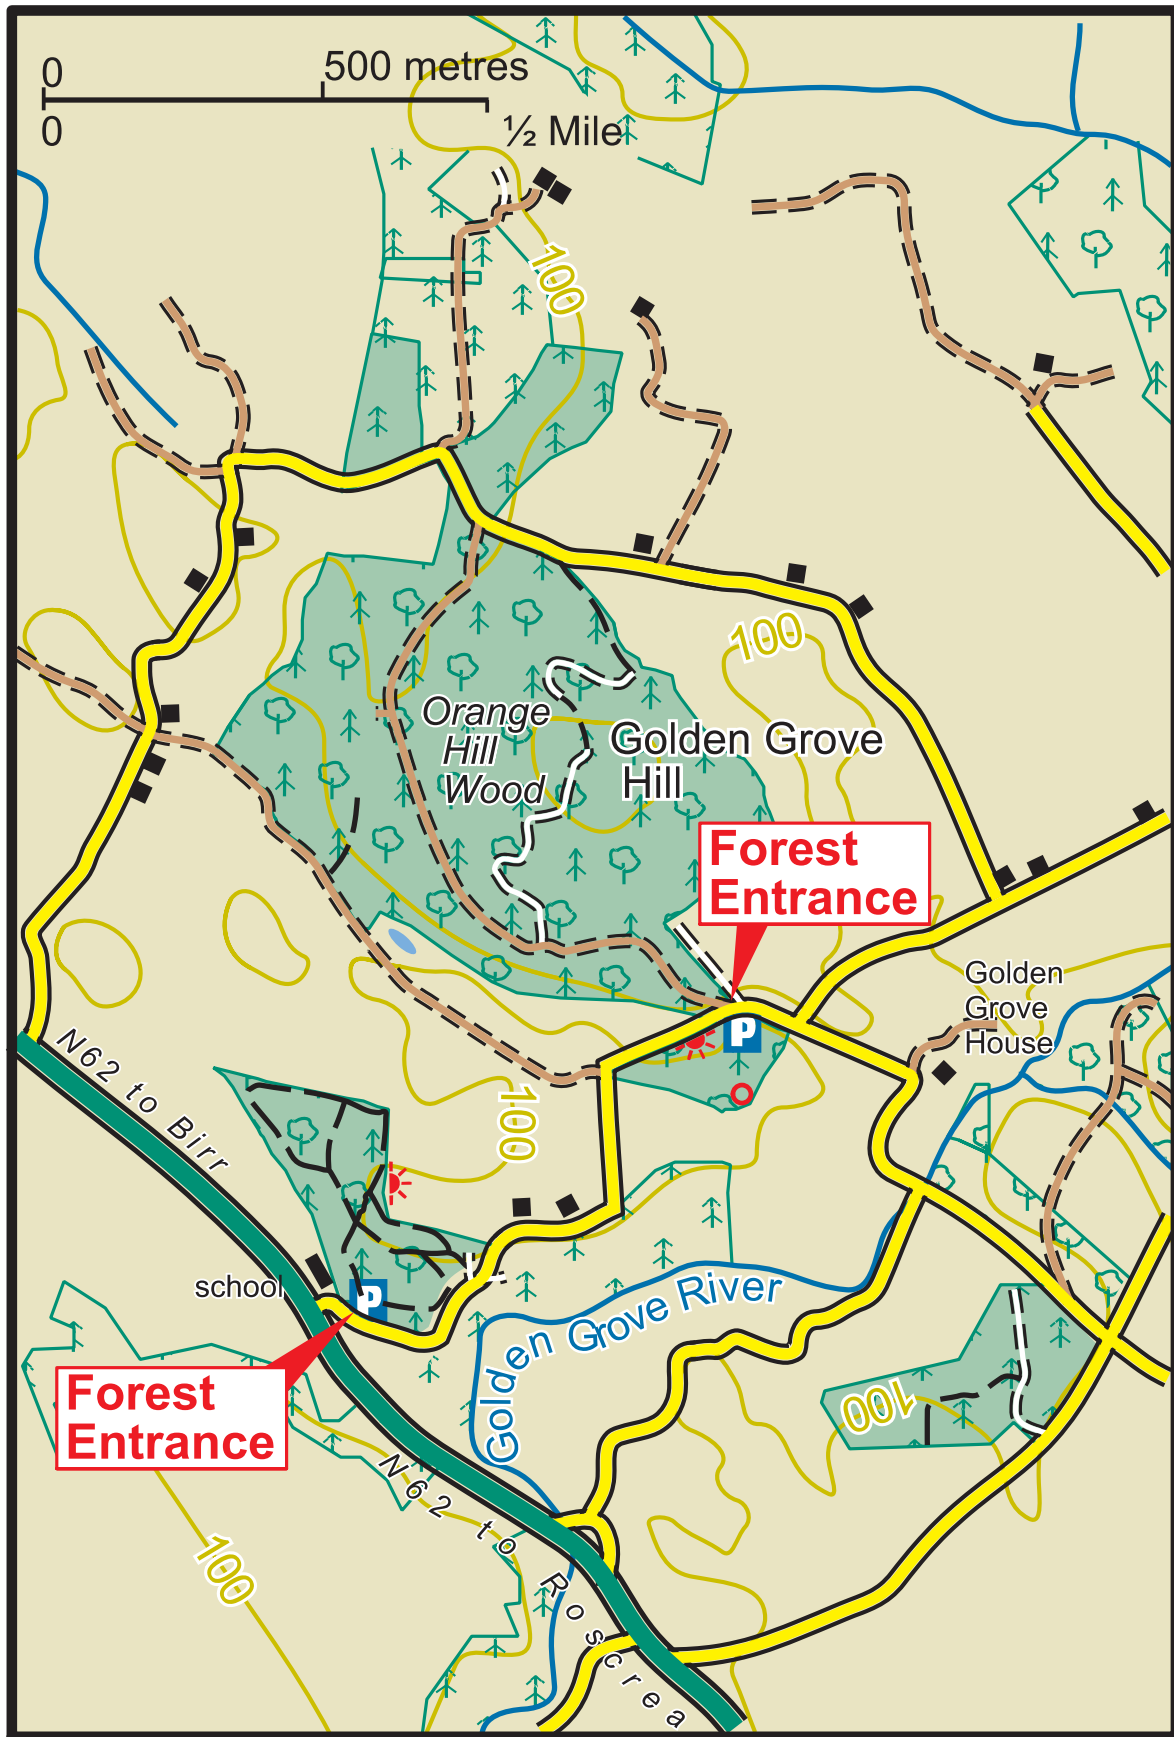 0
500 metres
0
½ Mile
100
100
Orange
Hill
Wood
Golden Grove
Hill
Forest
Entrance
Golden
Grove
House
P
N62 to Birr
100
school
P
Golden Grove River
Forest
Entrance
100
N62 to Roscrea
100